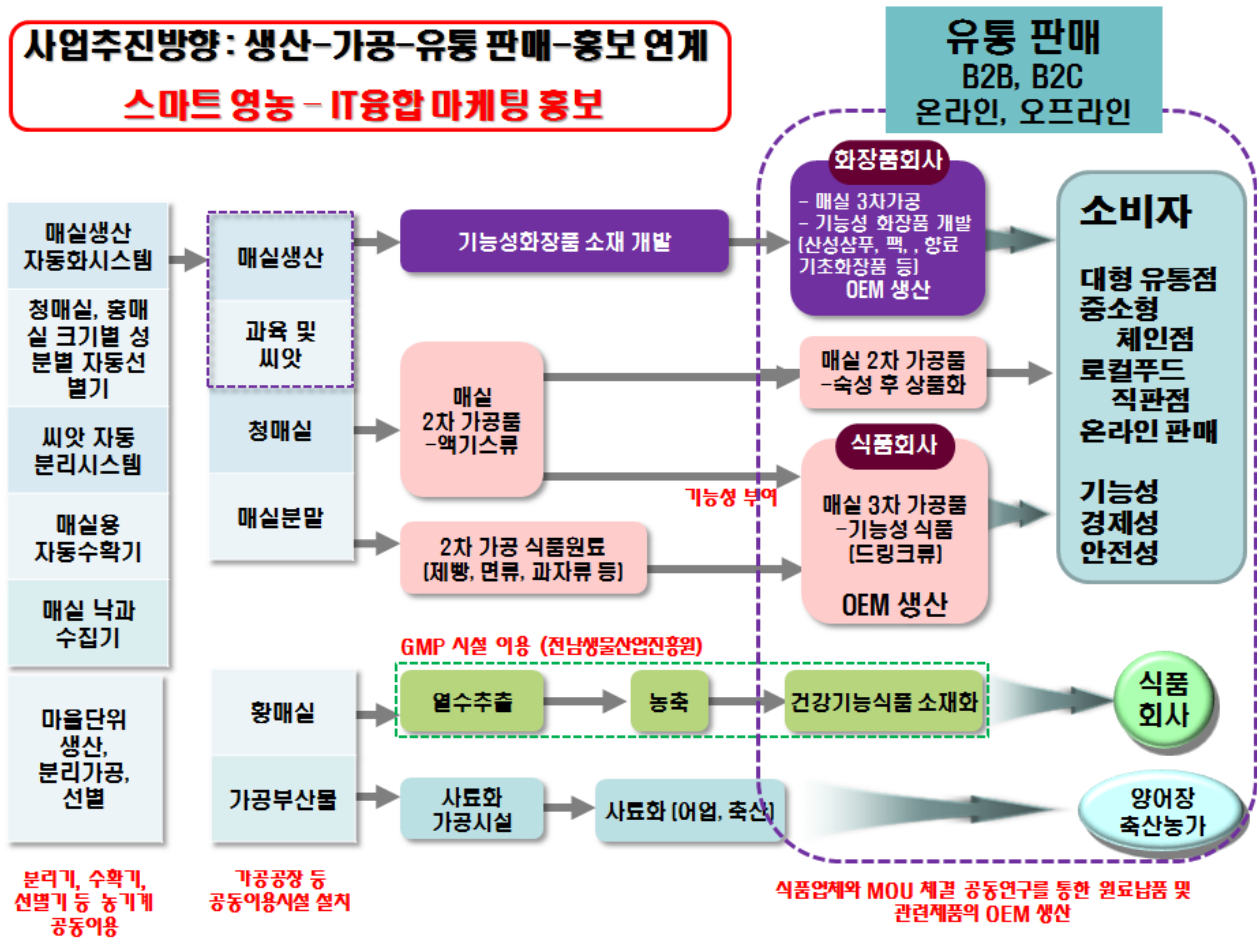 사업추진방향 : 생산-가공-유통 판매-홍보 연계
스마트 영농 - IT융합 마케팅 홍보
유통 판매
B2B, B2C
온라인, 오프라인
매실생산
자동화시스템
청매실, 홍매
실 크기별 성
분별 자동선
별기
씨앗 자동
분리시스템
매실용
자동수확기
매실 낙과
수집기
마을단위
생산,
분리가공,
선별
분리기, 수확기,
선별기 등 농기계
공동이용
매실생산
과육 및
씨앗
청매실
매실분말
황매실
가공부산물
가공공장 등
공동이용시설 설치
기능성화장품 소재 개발
매실
2차 가공품
-액기스류
2차 가공 식품원료
(제빵, 면류, 과자류 등)
기능성 부여
GMP 시설 이용 (전남생물산업진흥원)
열수추출
농축
건강기능식품 소재화
사료화
가공시설
사료화 (어업, 축산)
화장품회사
- 매실 3차가공
- 기능성 화장품 개발
(산성샴푸, 팩, , 향료
기초화장품 등)
OEM 생산
매실 2차 가공품
-숙성 후 상품화
식품회사
매실 3차 가공품
-기능성 식품
(드링크류)
OEM 생산
소비자
대형 유통점
중소형
체인점
로컬푸드
직판점
온라인 판매
기능성
경제성
안전성
식품
회사
양어장
축산농가
식품업체와 MOU 체결 공동연구를 통한 원료납품 및
관련제품의 OEM 생산